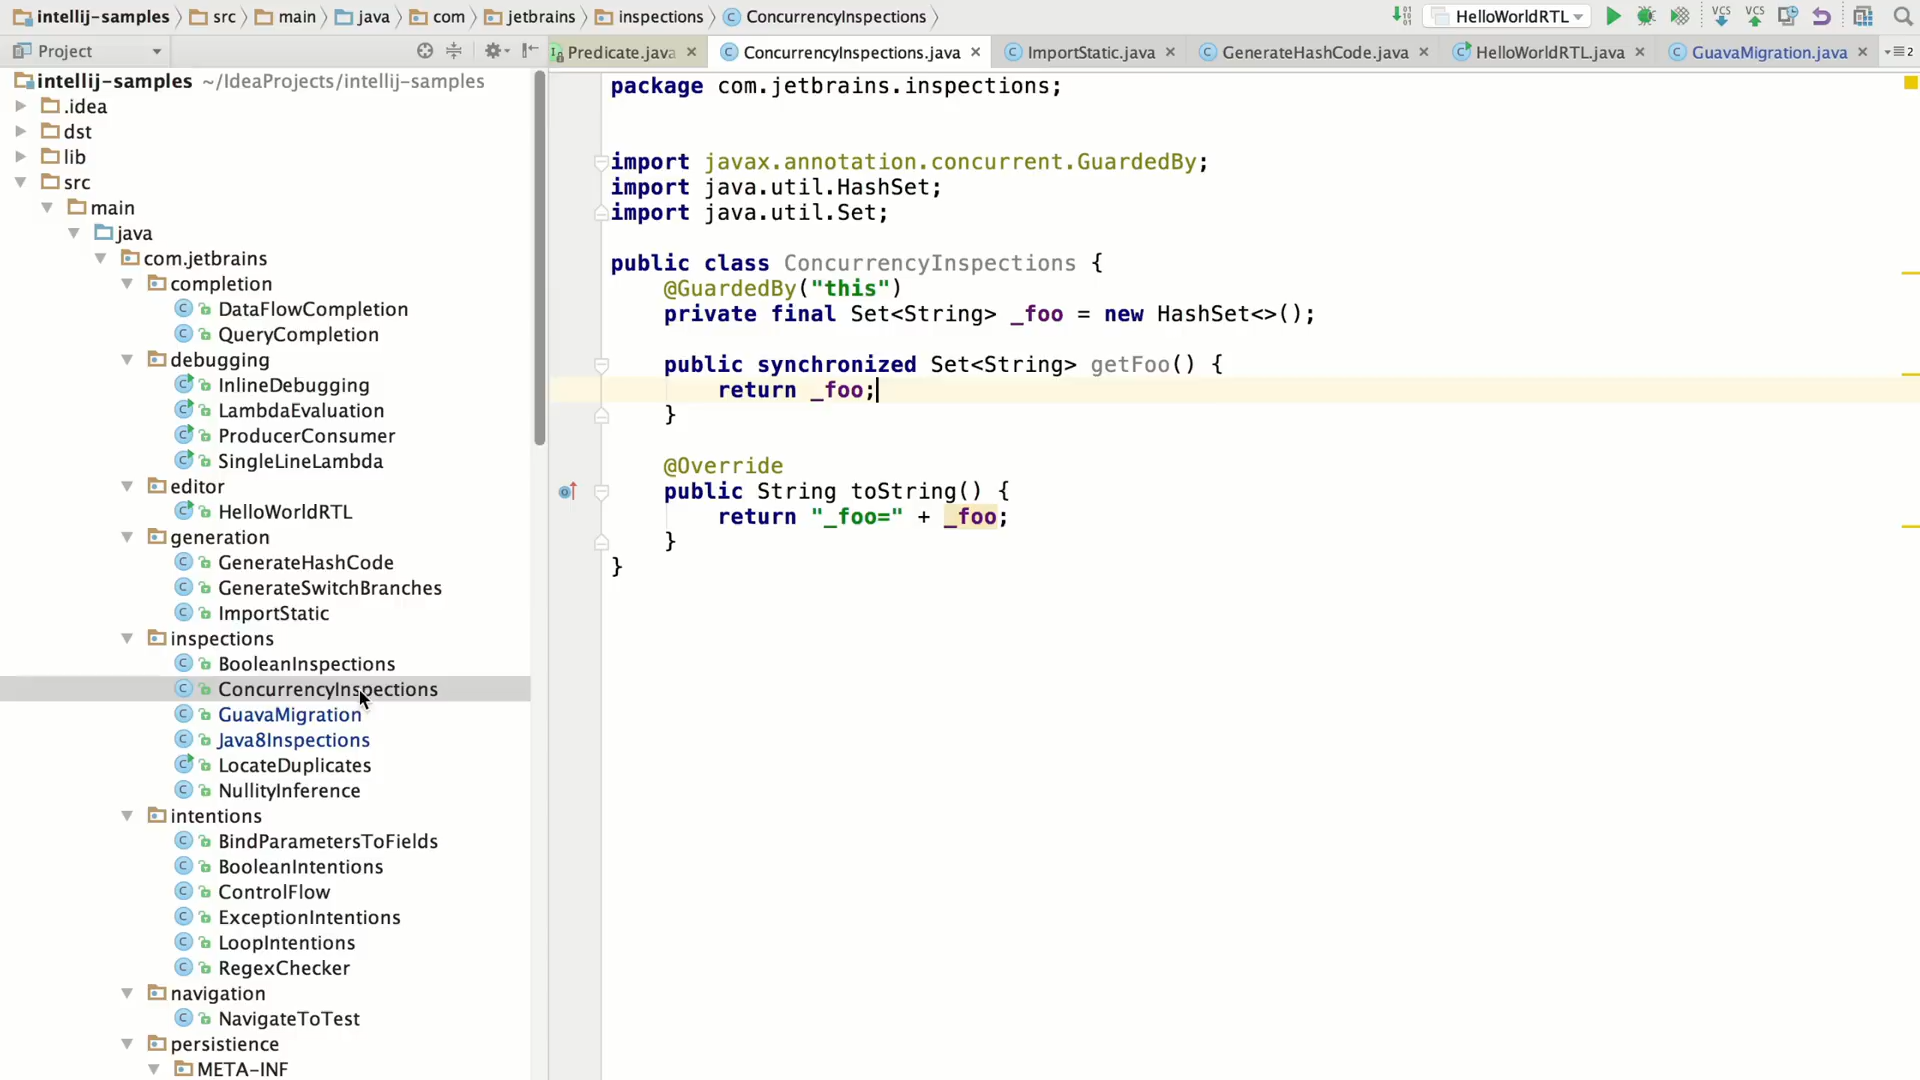 intellij-samples src main java com jetbrains inspections ConcurrencyInspections HelloWorldRTL VCS VCS
Project Predicate.java ConcurrencyInspections.java ImportStatic.java GenerateHashCode.java HelloWorldRTL.java GuavaMigration.java 2
intellij-samples ~/IdeaProjects/intellij-samples
.idea
dst
lib
src
main
java
com.jetbrains
completion
DataFlowCompletion
QueryCompletion
debugging
InlineDebugging
LambdaEvaluation
ProducerConsumer
SingleLineLambda
editor
HelloWorldRTL
generation
GenerateHashCode
GenerateSwitchBranches
ImportStatic
inspections
BooleanInspections
ConcurrencyInspections
GuavaMigration
Java8Inspections
LocateDuplicates
NullityInference
intentions
BindParametersToFields
BooleanIntentions
ControlFlow
ExceptionIntentions
LoopIntentions
RegexChecker
navigation
NavigateToTest
persistience
META-INF
package com.jetbrains.inspections;
import javax.annotation.concurrent.GuardedBy;
import java.util.HashSet;
import java.util.Set;
public class ConcurrencyInspections {
@GuardedBy("this")
private final Set<String> _foo = new HashSet<>();
public synchronized Set<String> getFoo() {
return _foo;
}
@Override
public String toString() {
return "_foo=" + _foo;
}
}